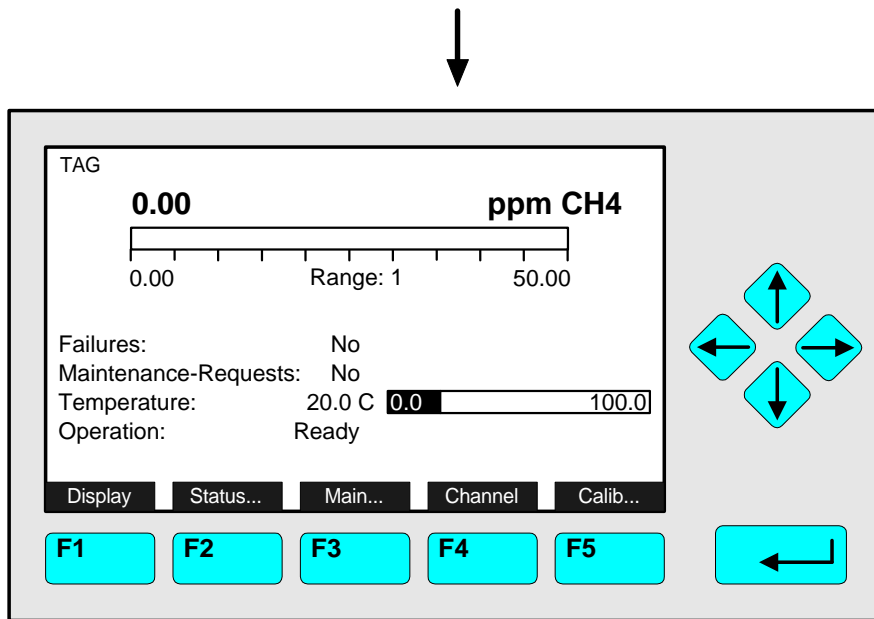 TAG
0.00 ppm CH4
0.00 Range: 1 50.00
Failures: No
Maintenance-Requests: No
Temperature: 20.0 C 0.0 100.0
Operation: Ready
Display Status... Main... Channel Calib...
F1 F2 F3 F4 F5